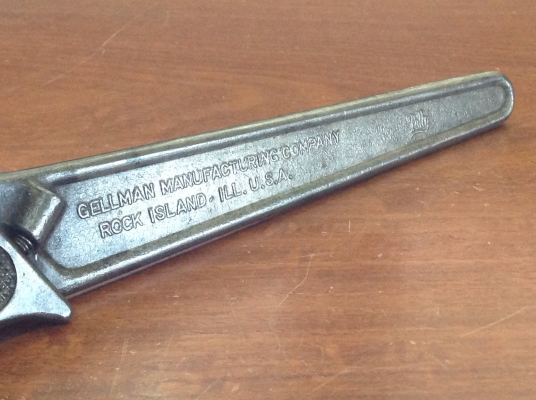 GELLMAN MANUFACTURING COMPANY
ROCK ISLAND, ILL. U.S.A.